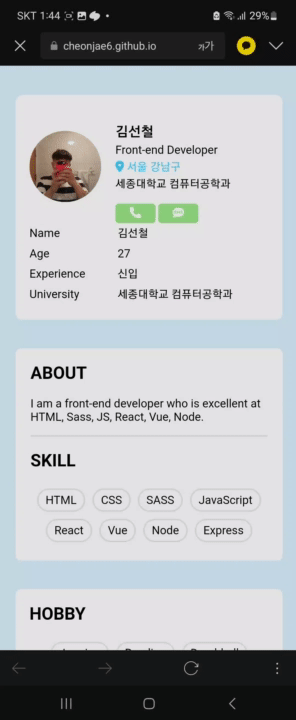 SKT 1:44
29%
cheonjae6.github.io
가
김선철
Front-end Developer
서울 강남구
세종대학교 컴퓨터공학과
Name 김선철
Age 27
Experience 신입
University 세종대학교 컴퓨터공학과
ABOUT
I am a front-end developer who is excellent at
HTML, Sass, JS, React, Vue, Node.
SKILL
HTML CSS SASS JavaScript
React Vue Node Express
HOBBY